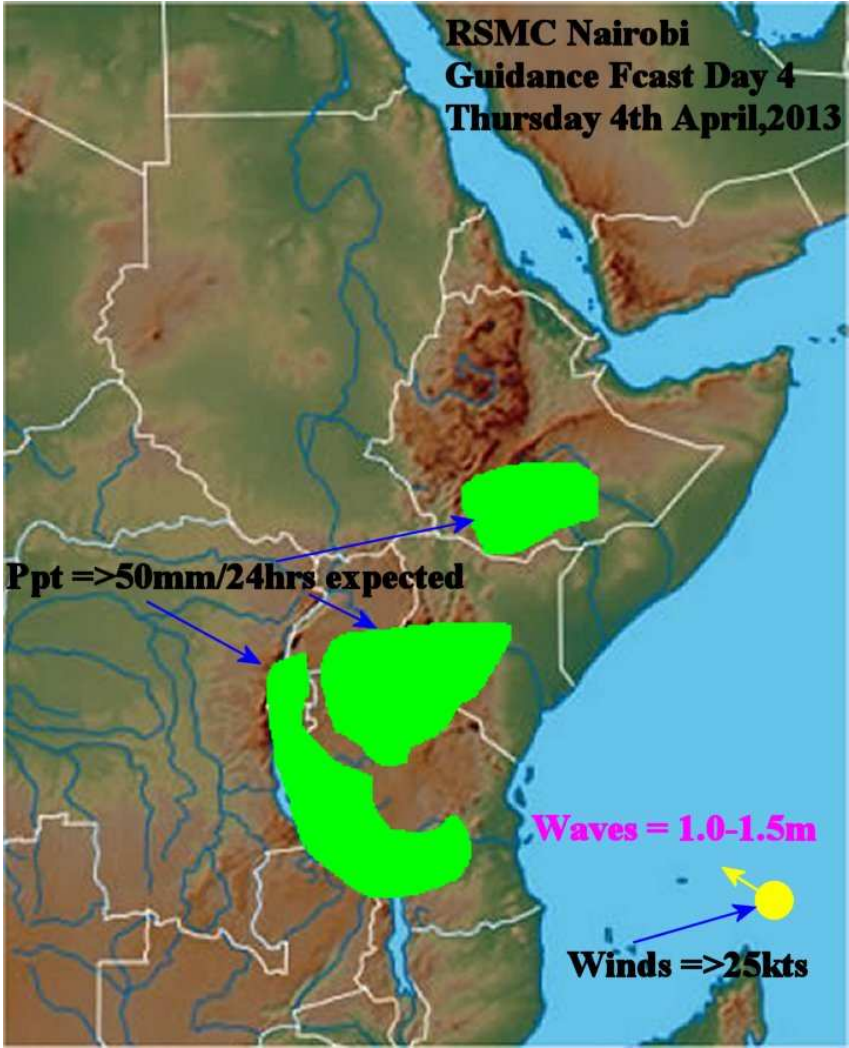 RSMC Nairobi
Guidance Fcast Day 4
Thursday 4th April,2013
Ppt =>50mm/24hrs expected
Waves = 1.0-1.5m
Winds =>25kts